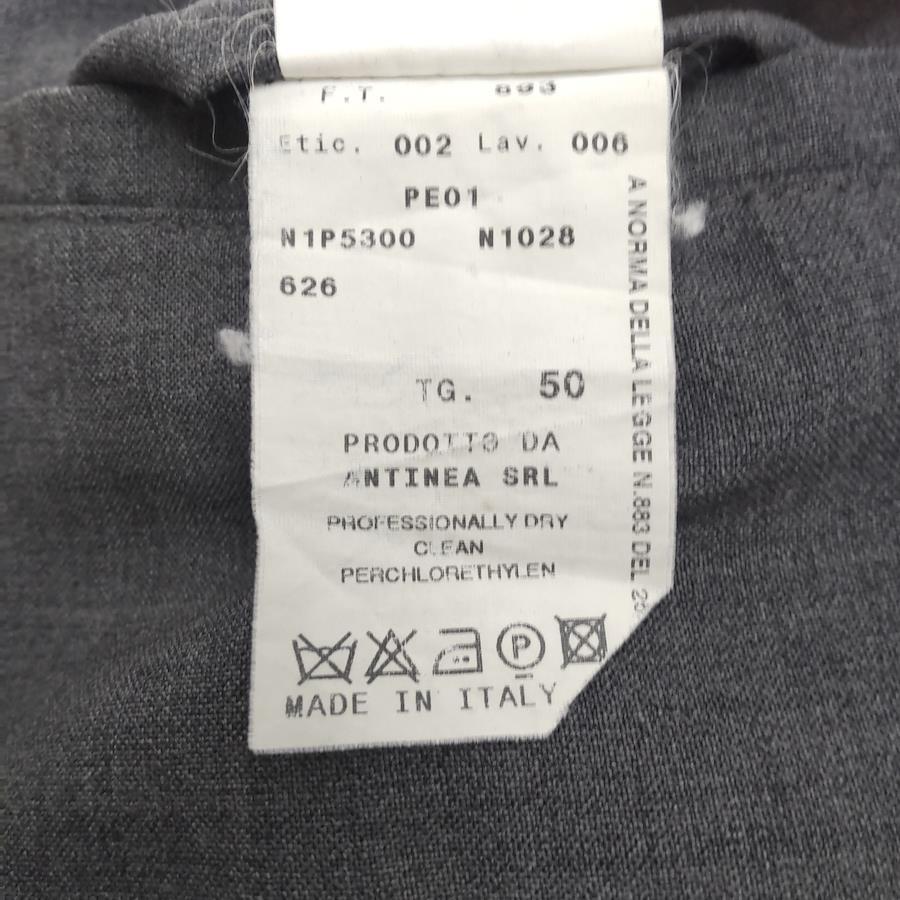 F.T. 893
Etic. 002 Lav. 006
PE01
N1P5300 N1028
626
TG. 50
PRODOTTO DA
ANTINEA SRL
PROFESSIONALLY DRY
CLEAN
PERCHLORETHYLEN
P
MADE IN ITALY
A NORMA DELLA LEGGE N.883 DEL